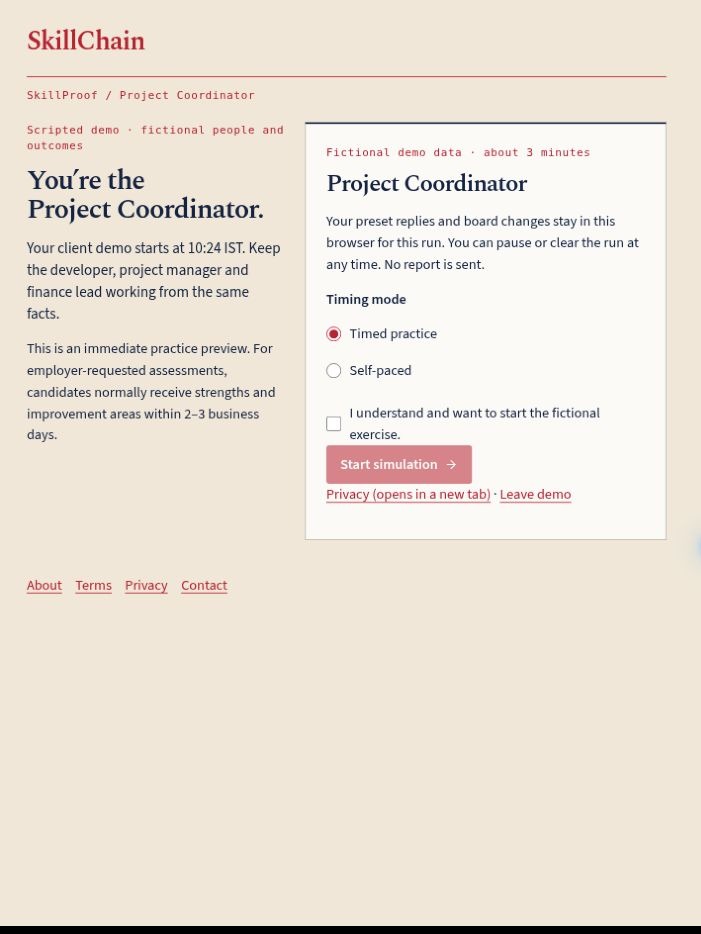 SkillChain
SkillProof / Project Coordinator
Scripted demo · fictional people and
outcomes
You're the
Project Coordinator.
Your client demo starts at 10:24 IST. Keep
the developer, project manager and
finance lead working from the same
facts.
This is an immediate practice preview. For
employer-requested assessments,
candidates normally receive strengths and
improvement areas within 2–3 business
days.
Fictional demo data · about 3 minutes
Project Coordinator
Your preset replies and board changes stay in this
browser for this run. You can pause or clear the run at
any time. No report is sent.
Timing mode
Timed practice
Self-paced
I understand and want to start the fictional
exercise.
Start simulation →
Privacy (opens in a new tab) · Leave demo
About Terms Privacy Contact